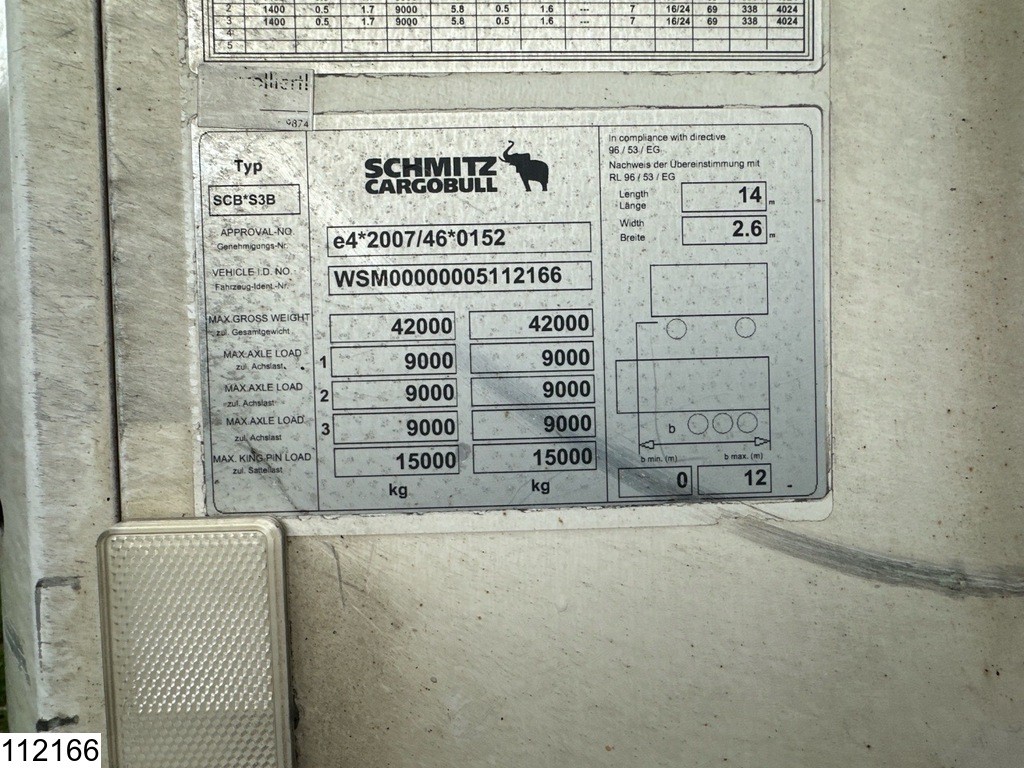 2 1400 0.5 1.7 9000 5.8 0.5 1.6 --- 7 16/24 69 338 4024
3 1400 0.5 1.7 9000 5.8 0.5 1.6 --- 7 16/24 69 338 4024
4
5
9874
Typ
SCB*S3B
SCHMITZ
CARGOBULL
APPROVAL-NO.
Genehmigungs-Nr.
e4*2007/46*0152
VEHICLE I.D. NO.
Fahrzeug-Ident.-Nr.
WSM00000005112166
MAX.GROSS WEIGHT
zul. Gesamtgewicht
42000 42000
MAX.AXLE LOAD
zul. Achslast
1 9000 9000
MAX.AXLE LOAD
zul. Achslast
2 9000 9000
MAX.AXLE LOAD
zul. Achslast
3 9000 9000
MAX. KING PIN LOAD
zul. Sattellast
15000 15000
kg kg
In compliance with directive
96 / 53 / EG
Nachweis der Übereinstimmung mit
RL 96 / 53 / EG
Length
Länge
14 m
Width
Breite
2.6 m
b
b min. (m) b max. (m)
0 12
112166